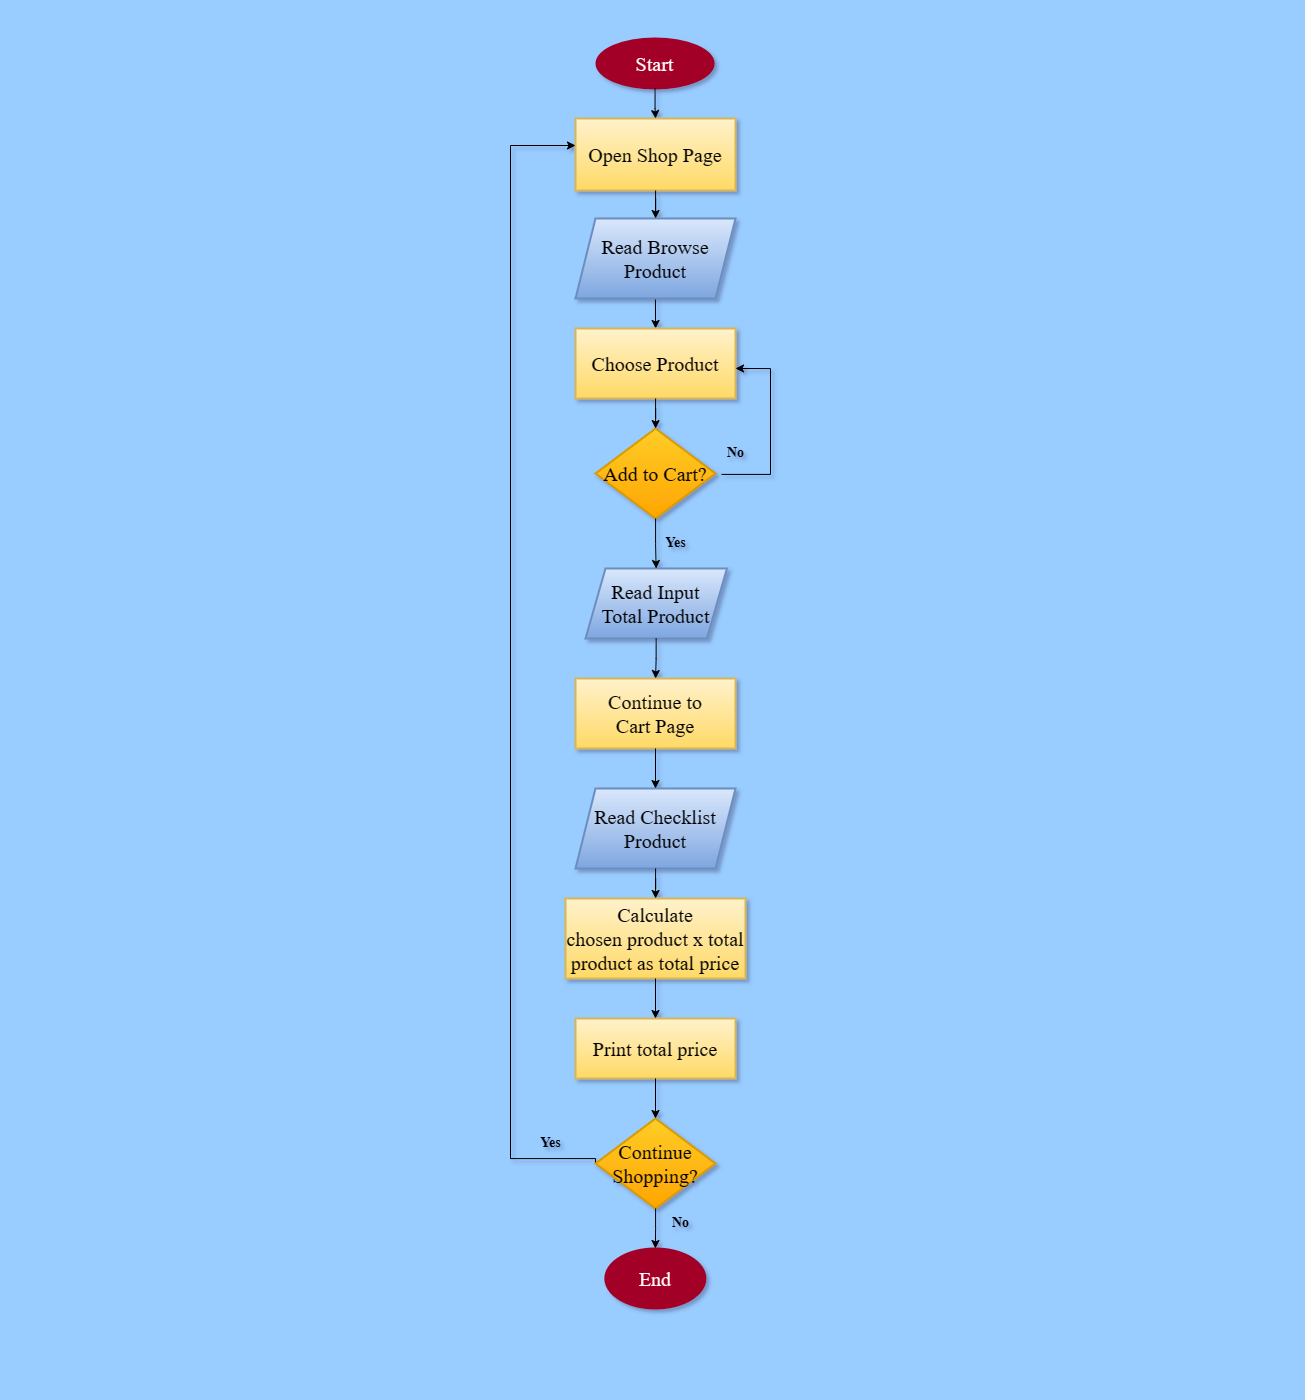 Start
Open Shop Page
Read Browse
Product
Choose Product
Add to Cart?
No
Yes
Read Input
Total Product
Continue to
Cart Page
Read Checklist
Product
Calculate
chosen product x total
product as total price
Print total price
Continue
Shopping?
Yes
No
End